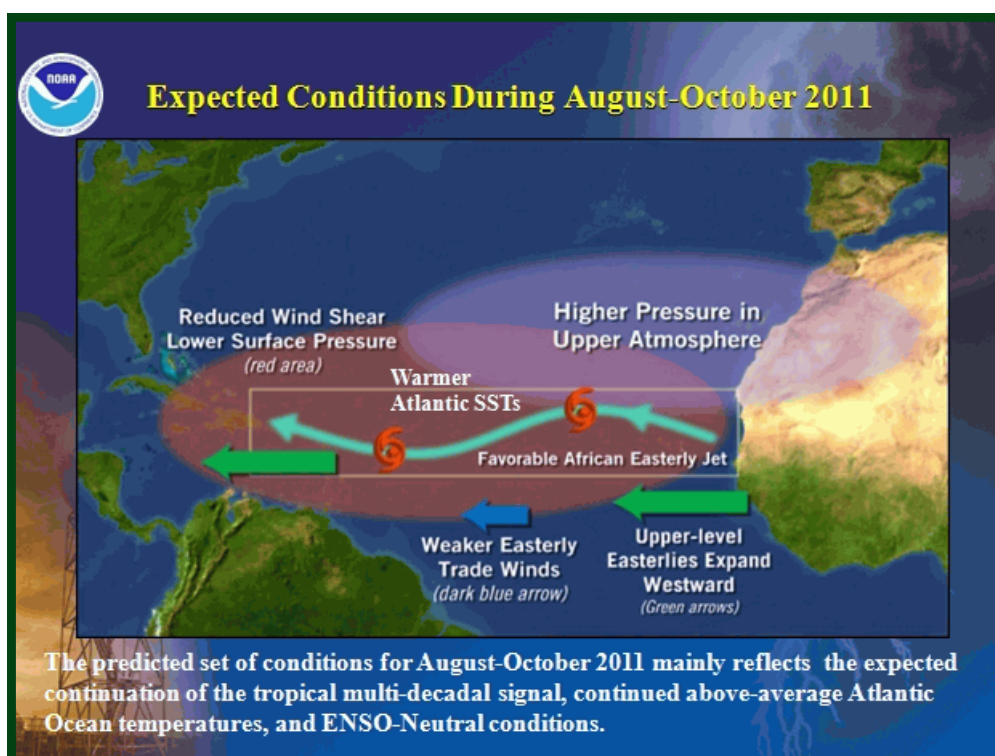 NOAA
Expected Conditions During August-October 2011
Reduced Wind Shear
Lower Surface Pressure
(red area)
Higher Pressure in
Upper Atmosphere
Warmer
Atlantic SSTs
Favorable African Easterly Jet
Weaker Easterly
Trade Winds
(dark blue arrow)
Upper-level
Easterlies Expand
Westward
(Green arrows)
The predicted set of conditions for August-October 2011 mainly reflects the expected
continuation of the tropical multi-decadal signal, continued above-average Atlantic
Ocean temperatures, and ENSO-Neutral conditions.